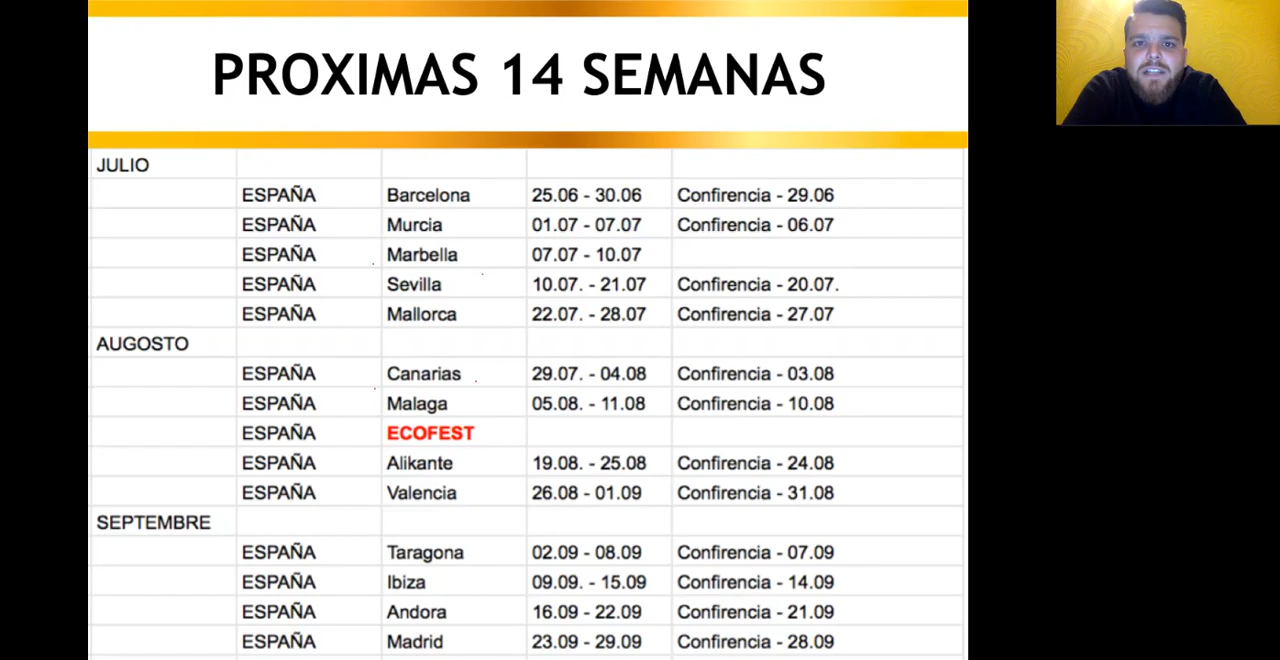 PROXIMAS 14 SEMANAS
JULIO
ESPAÑA Barcelona 25.06 - 30.06 Confirencia - 29.06
ESPAÑA Murcia 01.07 - 07.07 Confirencia - 06.07
ESPAÑA Marbella 07.07 - 10.07
ESPAÑA Sevilla 10.07. - 21.07 Confirencia - 20.07.
ESPAÑA Mallorca 22.07. - 28.07 Confirencia - 27.07
AUGOSTO
ESPAÑA Canarias 29.07. - 04.08 Confirencia - 03.08
ESPAÑA Malaga 05.08. - 11.08 Confirencia - 10.08
ESPAÑA ECOFEST
ESPAÑA Alikante 19.08. - 25.08 Confirencia - 24.08
ESPAÑA Valencia 26.08 - 01.09 Confirencia - 31.08
SEPTEMBRE
ESPAÑA Taragona 02.09 - 08.09 Confirencia - 07.09
ESPAÑA Ibiza 09.09. - 15.09 Confirencia - 14.09
ESPAÑA Andora 16.09 - 22.09 Confirencia - 21.09
ESPAÑA Madrid 23.09 - 29.09 Confirencia - 28.09